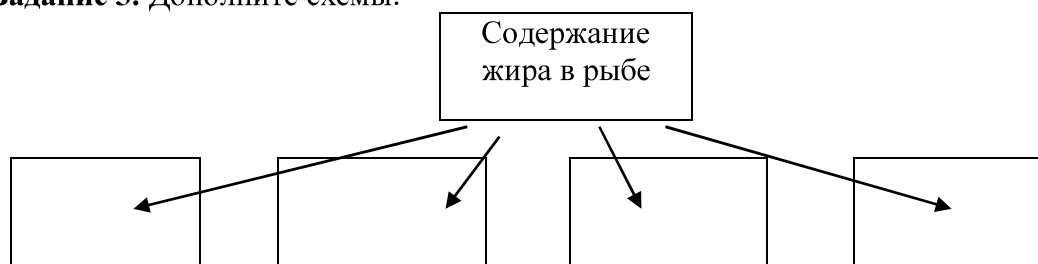 Задание 3. Дополните схемы.
Содержание
жира в рыбе